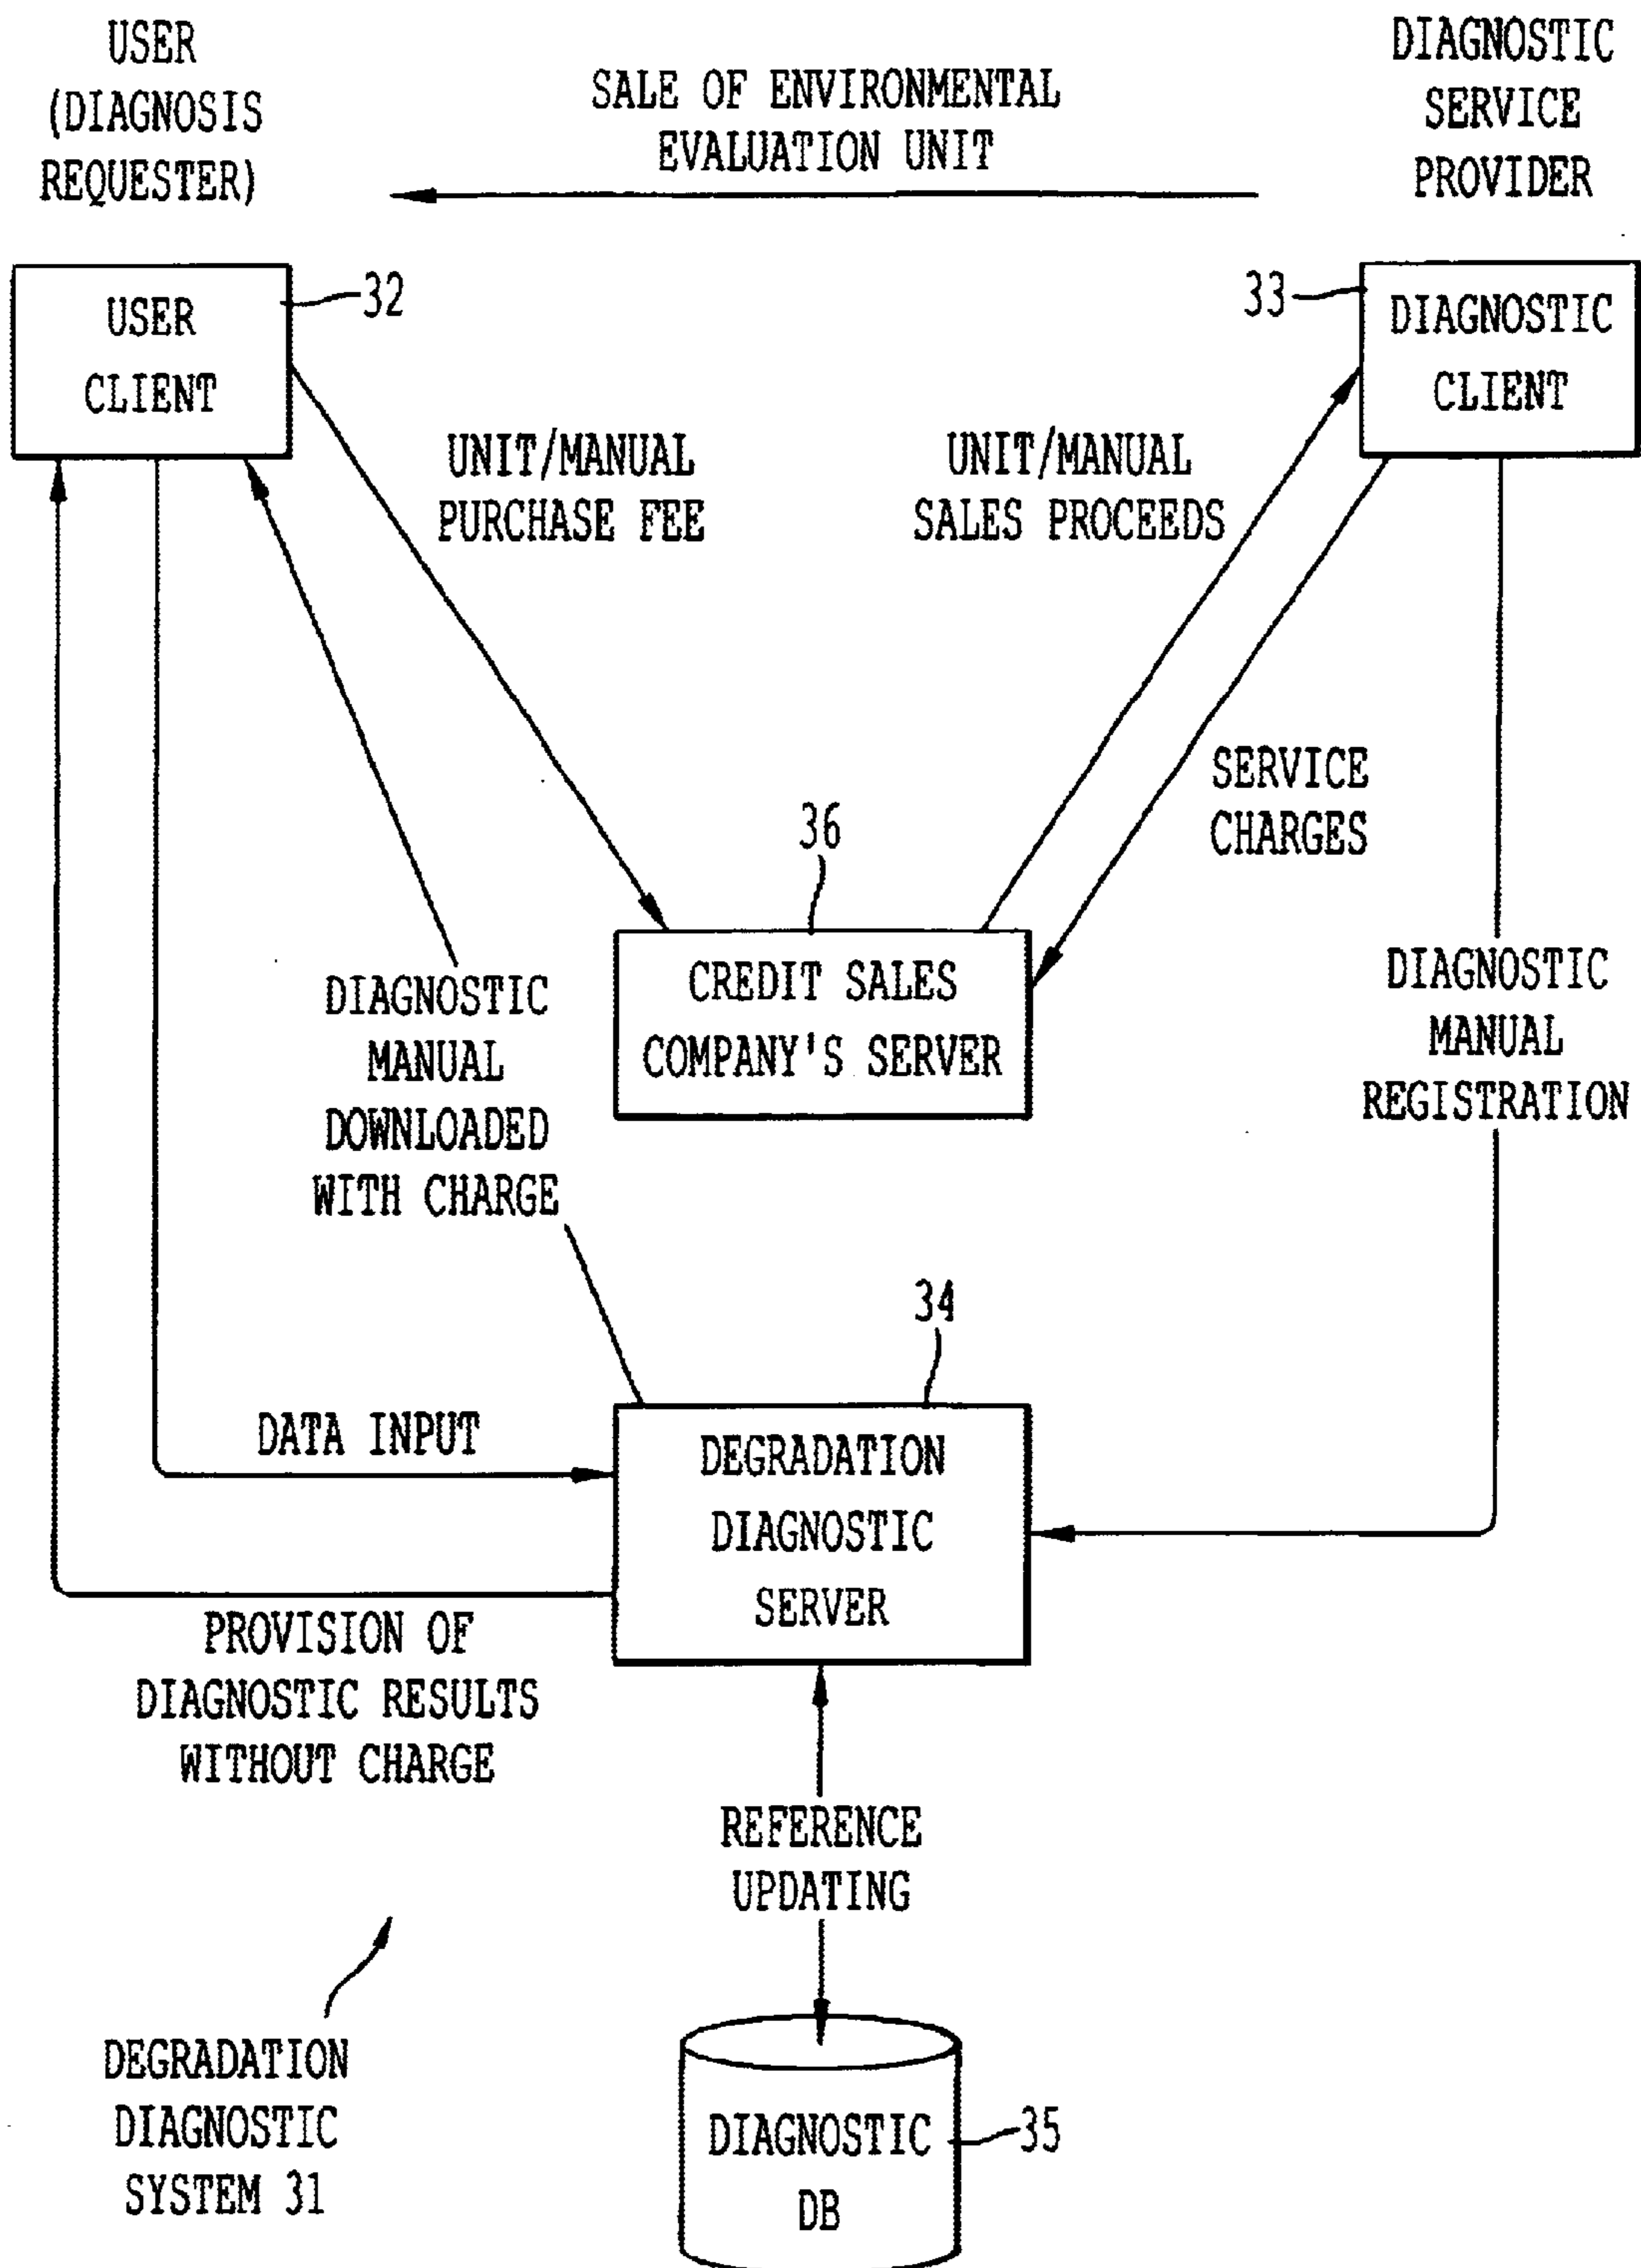 USER
(DIAGNOSIS
REQUESTER)
SALE OF ENVIRONMENTAL
EVALUATION UNIT
DIAGNOSTIC
SERVICE
PROVIDER
USER
CLIENT
32
33
DIAGNOSTIC
CLIENT
UNIT/MANUAL
PURCHASE FEE
UNIT/MANUAL
SALES PROCEEDS
SERVICE
CHARGES
36
CREDIT SALES
COMPANY'S SERVER
DIAGNOSTIC
MANUAL
DOWNLOADED
WITH CHARGE
DIAGNOSTIC
MANUAL
REGISTRATION
34
DATA INPUT
DEGRADATION
DIAGNOSTIC
SERVER
PROVISION OF
DIAGNOSTIC RESULTS
WITHOUT CHARGE
REFERENCE
UPDATING
DEGRADATION
DIAGNOSTIC
SYSTEM 31
DIAGNOSTIC
DB
35